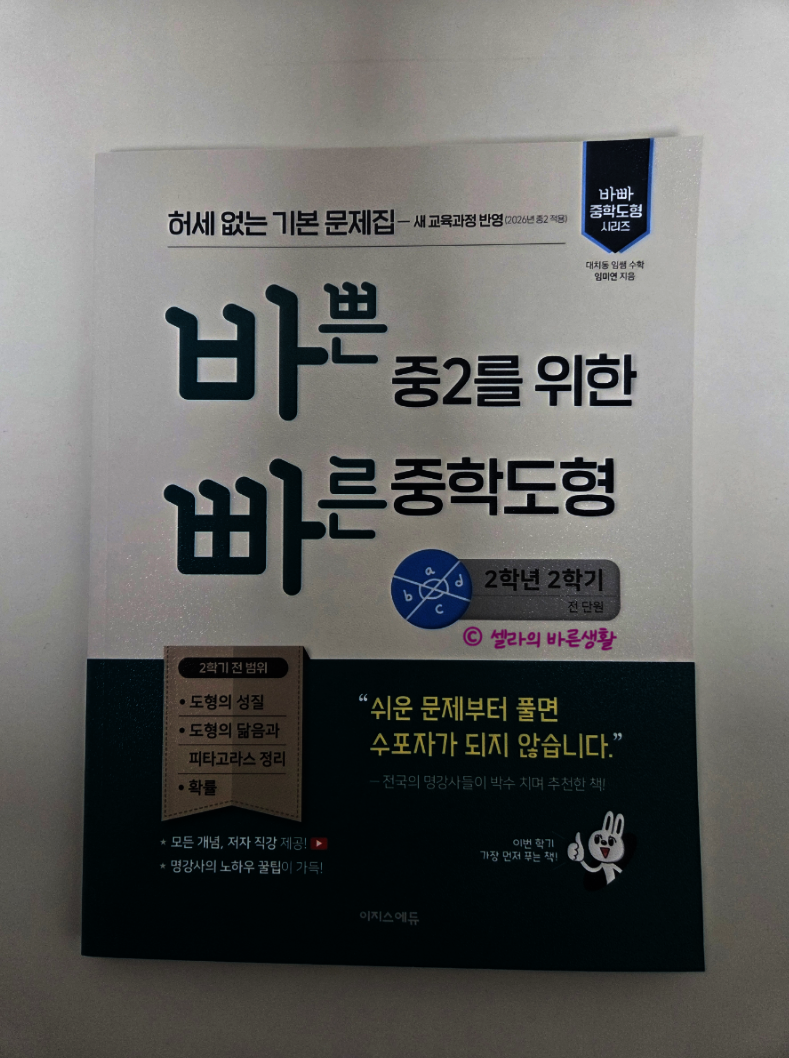 허세 없는 기본 문제집 – 새 교육과정 반영 (2026년 중2 적용)
바빠
중학도형
시리즈
대치동 임쌤 수학
임미연 지음
바쁜 중2를 위한
빠른 중학도형
a
b d
c
2학년 2학기
전 단원
© 셀라의 바른생활
2학기 전 범위
• 도형의 성질
• 도형의 닮음과
피타고라스 정리
• 확률
“쉬운 문제부터 풀면
수포자가 되지 않습니다.”
– 전국의 명강사들이 박수 치며 추천한 책!
* 모든 개념, 저자 직강 제공!
* 명강사의 노하우 꿀팁이 가득!
이번 학기
가장 먼저 푸는 책!
이지스에듀